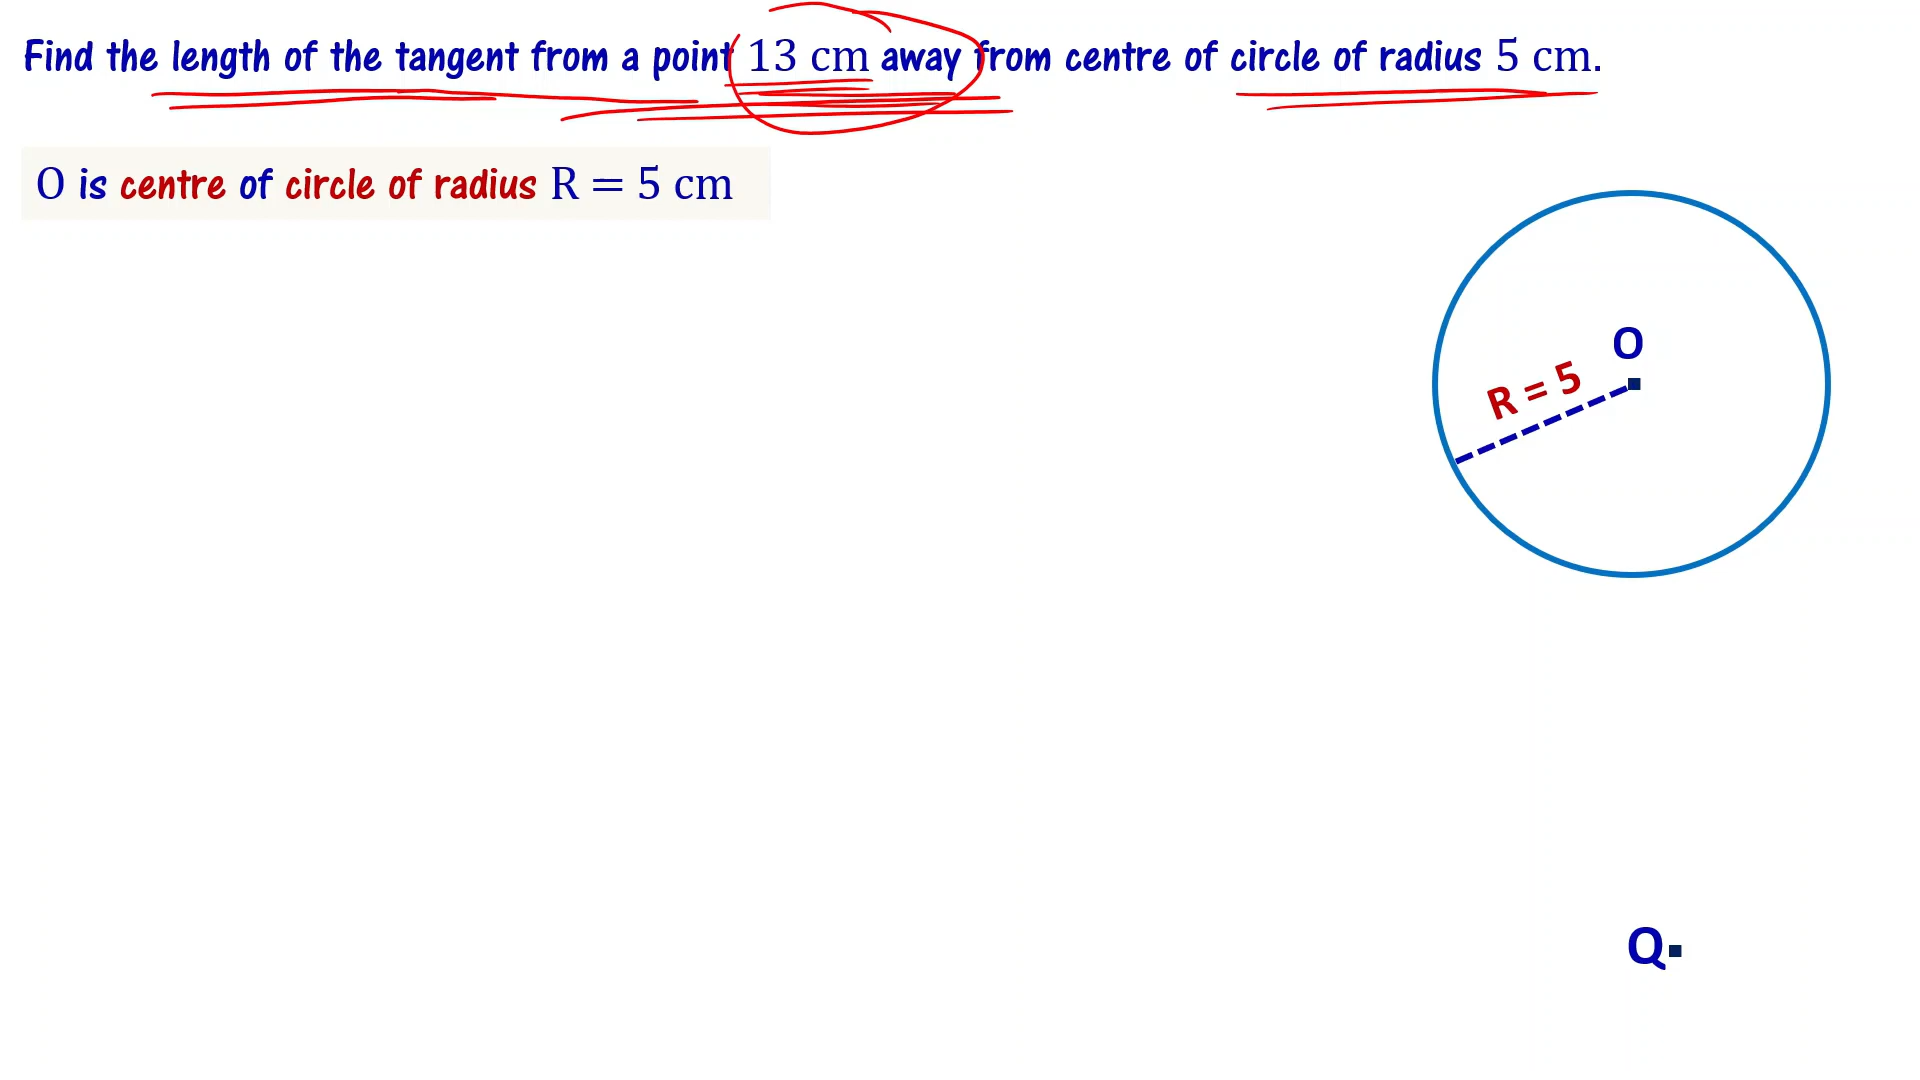 Find the length of the tangent from a point 13 cm away from centre of circle of radius 5 cm.
O is centre of circle of radius R = 5 cm
O
R = 5
Q